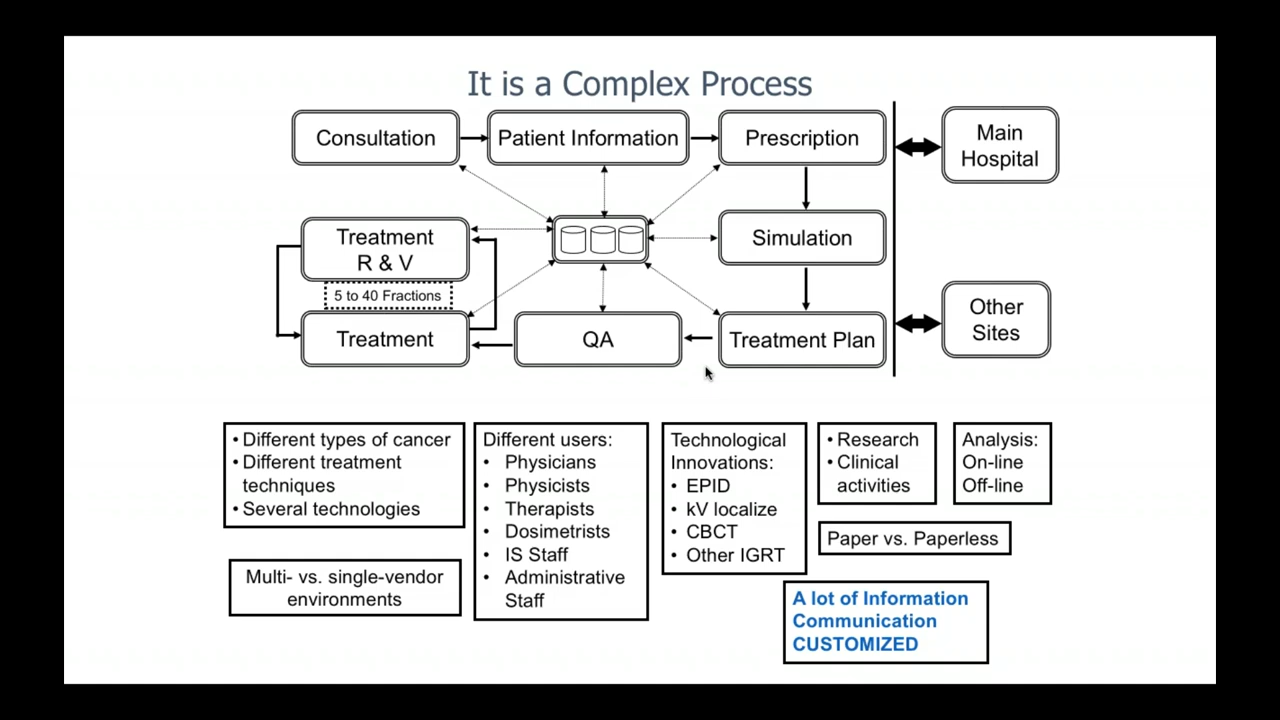 It is a Complex Process
Consultation
Patient Information
Prescription
Main
Hospital
Treatment
R & V
Simulation
5 to 40 Fractions
Treatment
QA
Treatment Plan
Other
Sites
• Different types of cancer
• Different treatment
techniques
• Several technologies
Multi- vs. single-vendor
environments
Different users:
• Physicians
• Physicists
• Therapists
• Dosimetrists
• IS Staff
• Administrative
Staff
Technological
Innovations:
• EPID
• kV localize
• CBCT
• Other IGRT
• Research
• Clinical
activities
Analysis:
On-line
Off-line
Paper vs. Paperless
A lot of Information
Communication
CUSTOMIZED